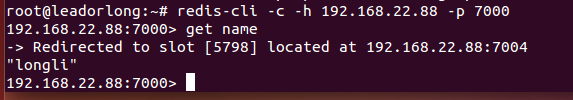 root@leadorlong:~# redis-cli -c -h 192.168.22.88 -p 7000
192.168.22.88:7000> get name
-> Redirected to slot [5798] located at 192.168.22.88:7004
"longli"
192.168.22.88:7000>